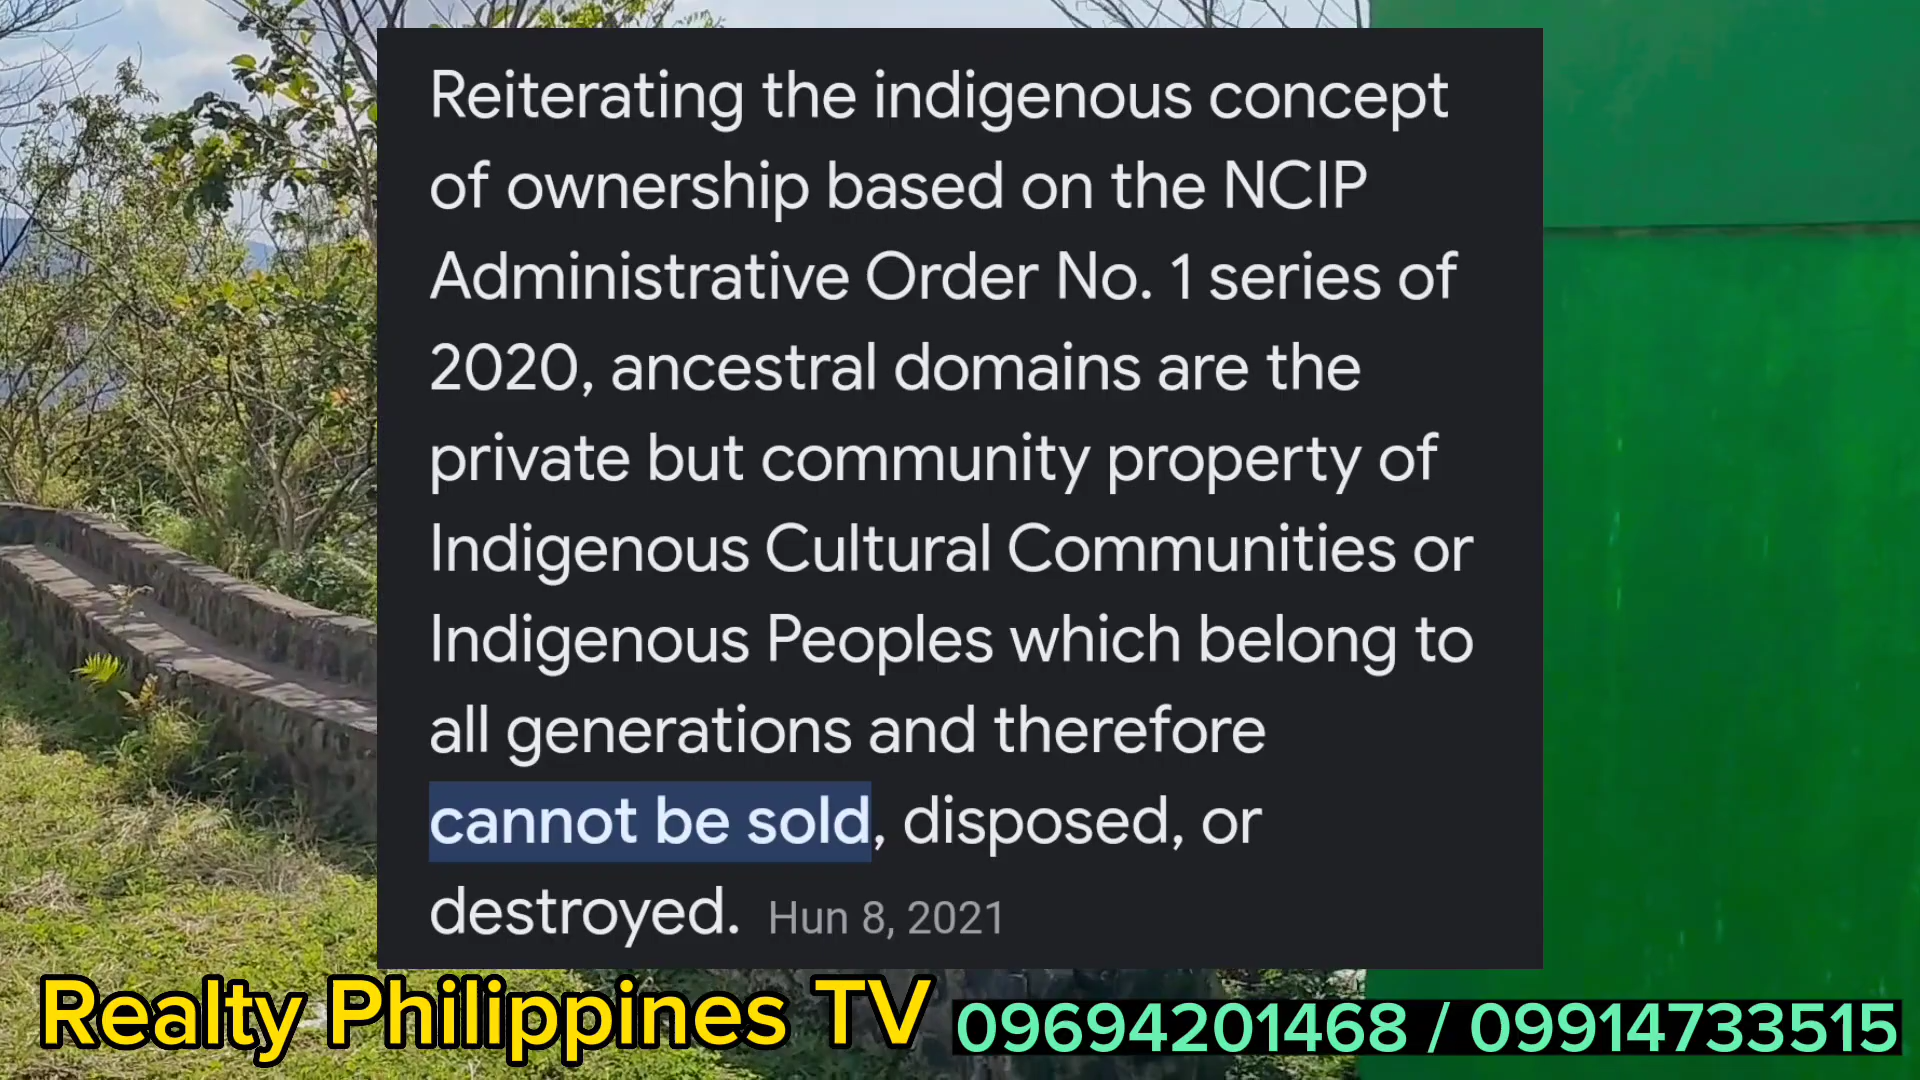 Reiterating the indigenous concept
of ownership based on the NCIP
Administrative Order No. 1 series of
2020, ancestral domains are the
private but community property of
Indigenous Cultural Communities or
Indigenous Peoples which belong to
all generations and therefore
cannot be sold, disposed, or
destroyed. Hun 8, 2021
Realty Philippines TV 09694201468 / 09914733515